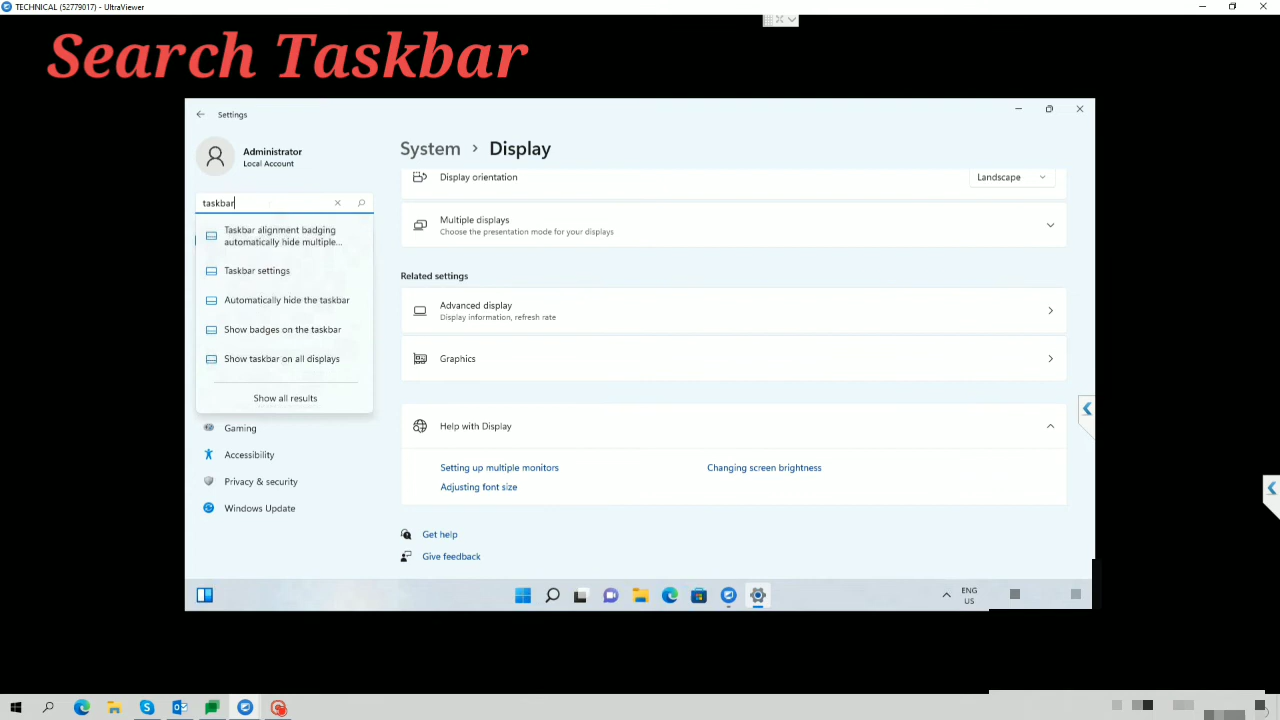 TECHNICAL (52779017) - UltraViewer
Search Taskbar
Settings
Administrator
Local Account
taskbar
Taskbar alignment badging
automatically hide multiple...
Taskbar settings
Automatically hide the taskbar
Show badges on the taskbar
Show taskbar on all displays
Show all results
Gaming
Accessibility
Privacy & security
Windows Update
System > Display
Display orientation
Landscape
Multiple displays
Choose the presentation mode for your displays
Related settings
Advanced display
Display information, refresh rate
Graphics
Help with Display
Setting up multiple monitors
Changing screen brightness
Adjusting font size
Get help
Give feedback
ENG
US